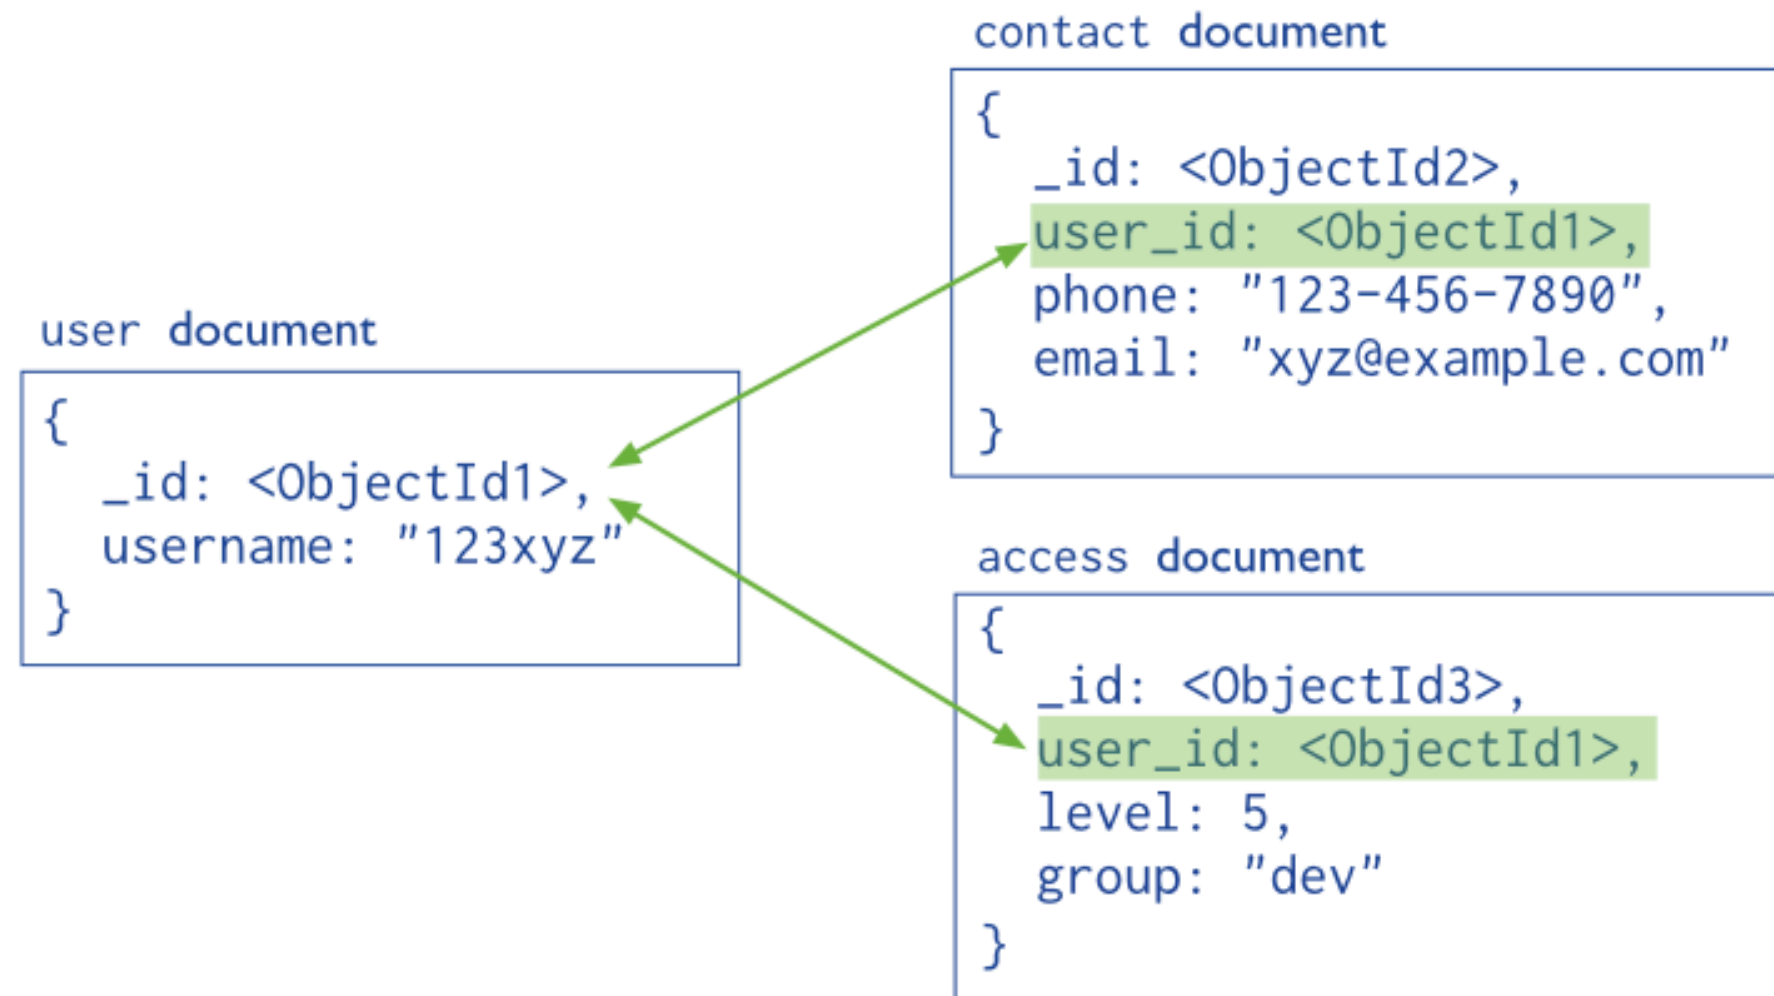 user document
{
_id: <ObjectId1>,
username: "123xyz"
}
contact document
{
_id: <ObjectId2>,
user_id: <ObjectId1>,
phone: "123-456-7890",
email: "xyz@example.com"
}
access document
{
_id: <ObjectId3>,
user_id: <ObjectId1>,
level: 5,
group: "dev"
}